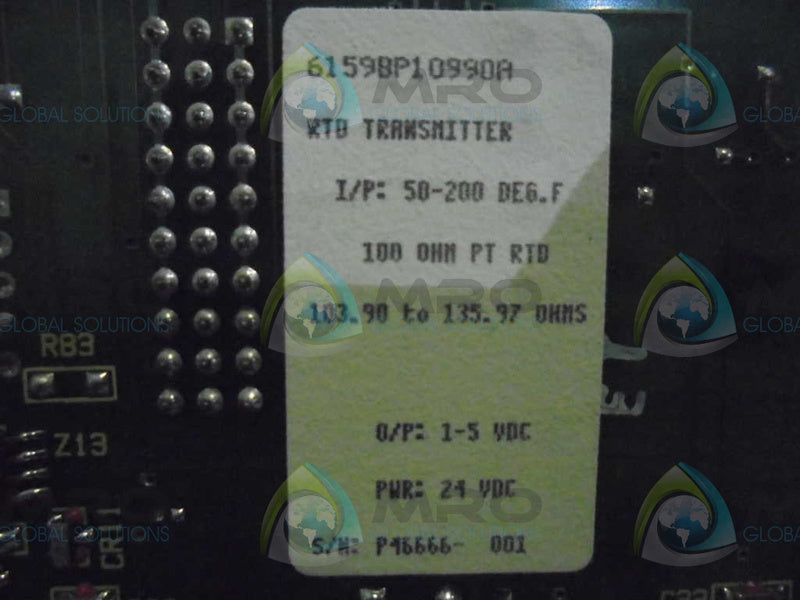 6159BP10990A
RTD TRANSMITTER
I/P: 50-200 DEG.F
100 OHM PT RTD
103.90 to 135.97 OHMS
O/P: 1-5 VDC
PWR: 24 VDC
S/N: P46666- 001
R83
Z13
CR11
MRO
GLOBAL SOLUTIONS
MRO
GLOBAL SOLUTIONS
MRO
GLOBAL SOLUTIONS